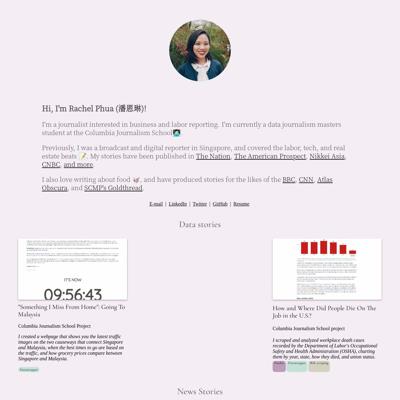 Hi, I'm Rachel Phua (潘恩琳)!
I'm a journalist interested in business and labor reporting. I'm currently a data journalism masters
student at the Columbia Journalism School
Previously, I was a broadcast and digital reporter in Singapore, and covered the labor, tech, and real
estate beats 📝. My stories have been published in The Nation, The American Prospect, Nikkei Asia,
CNBC, and more.
I also love writing about food 🥡, and have produced stories for the likes of the BBC, CNN, Atlas
Obscura, and SCMP's Goldthread.
E-mail | LinkedIn | Twitter | GitHub | Resume
Data stories
IT'S NOW
09:56:43
"Something I Miss From Home": Going To
Malaysia
Columbia Journalism School Project
I created a webpage that shows you the latest traffic
images on the two causeways that connect Singapore
and Malaysia, when the best times to go are based on
the traffic, and how grocery prices compare between
Singapore and Malaysia.
How and Where Did People Die On The
Job in the U.S.?
Columbia Journalism School project
I scraped and analyzed workplace death cases
recorded by the Department of Labor's Occupational
Safety and Health Administration (OSHA), charting
them by year, state, how they died, and union status.
News Stories